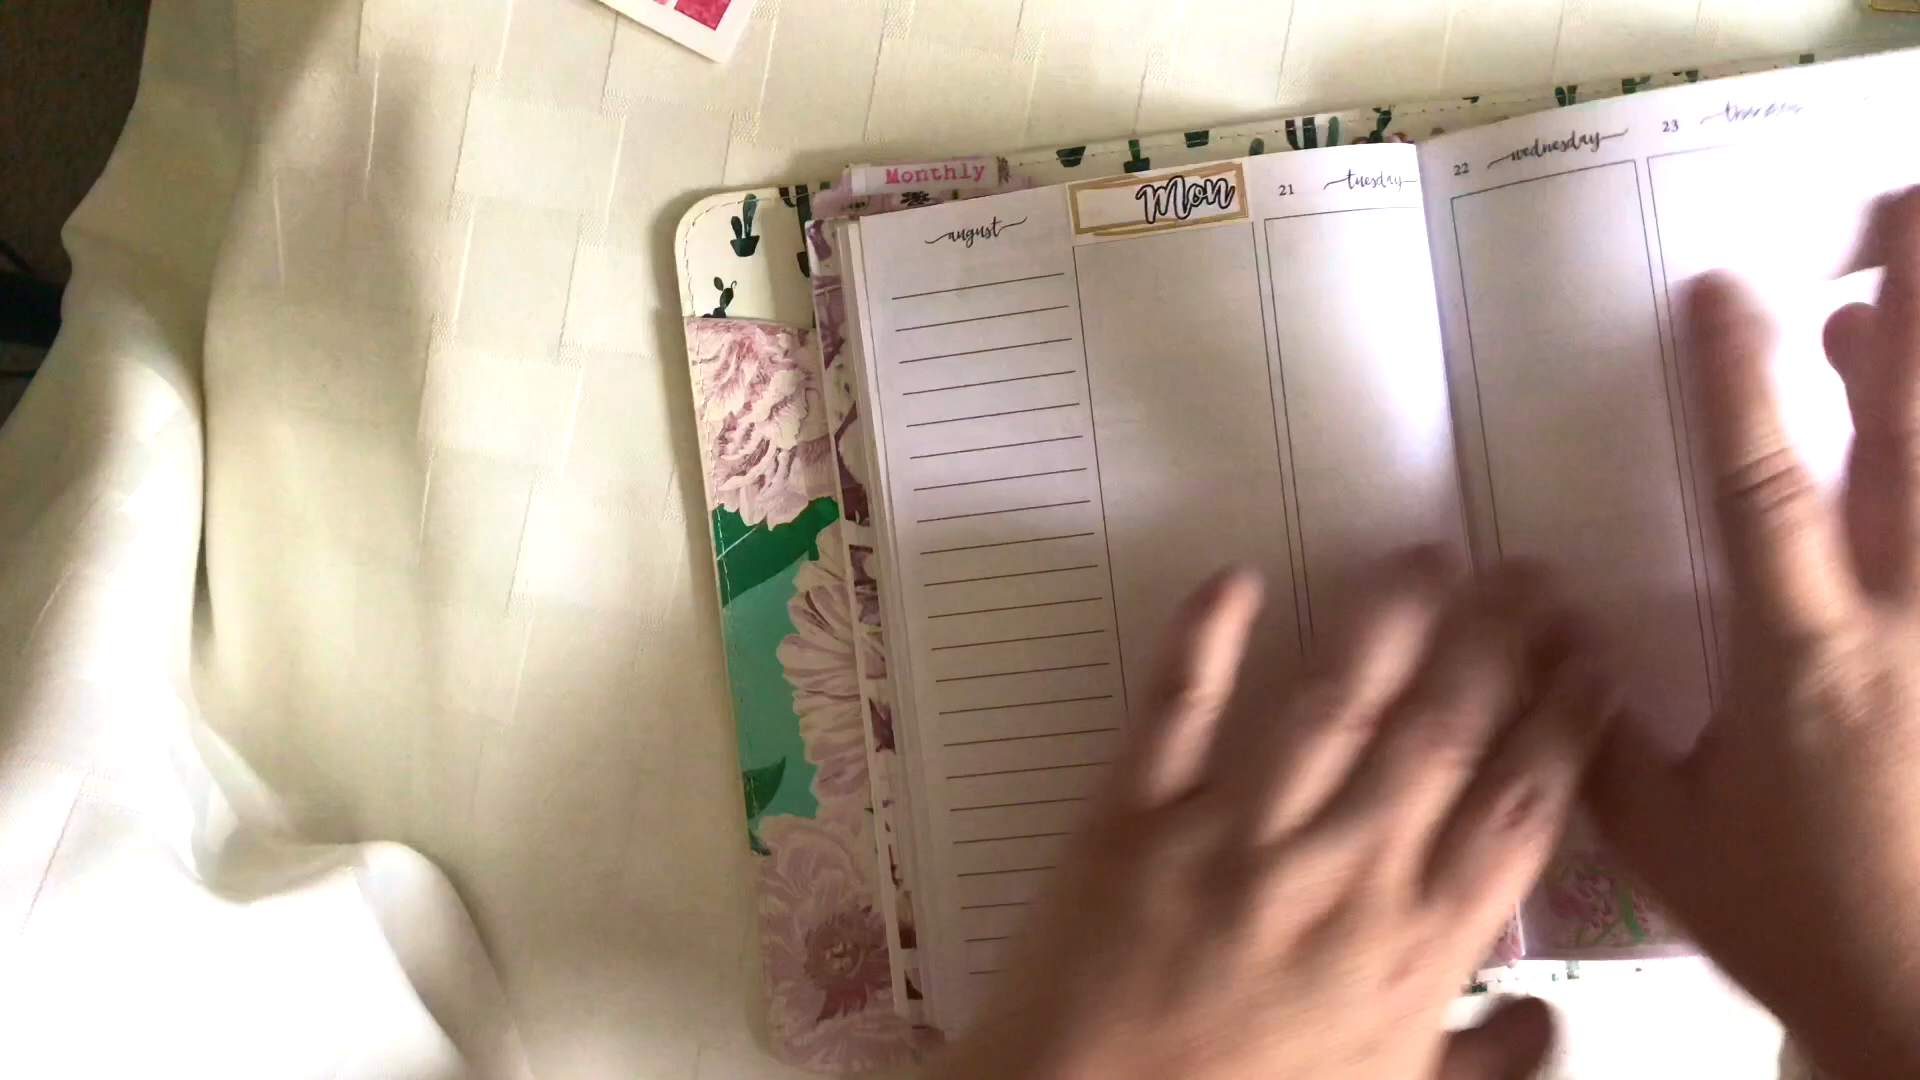 Monthly
august
Mon
21 tuesday
22 wednesday
23